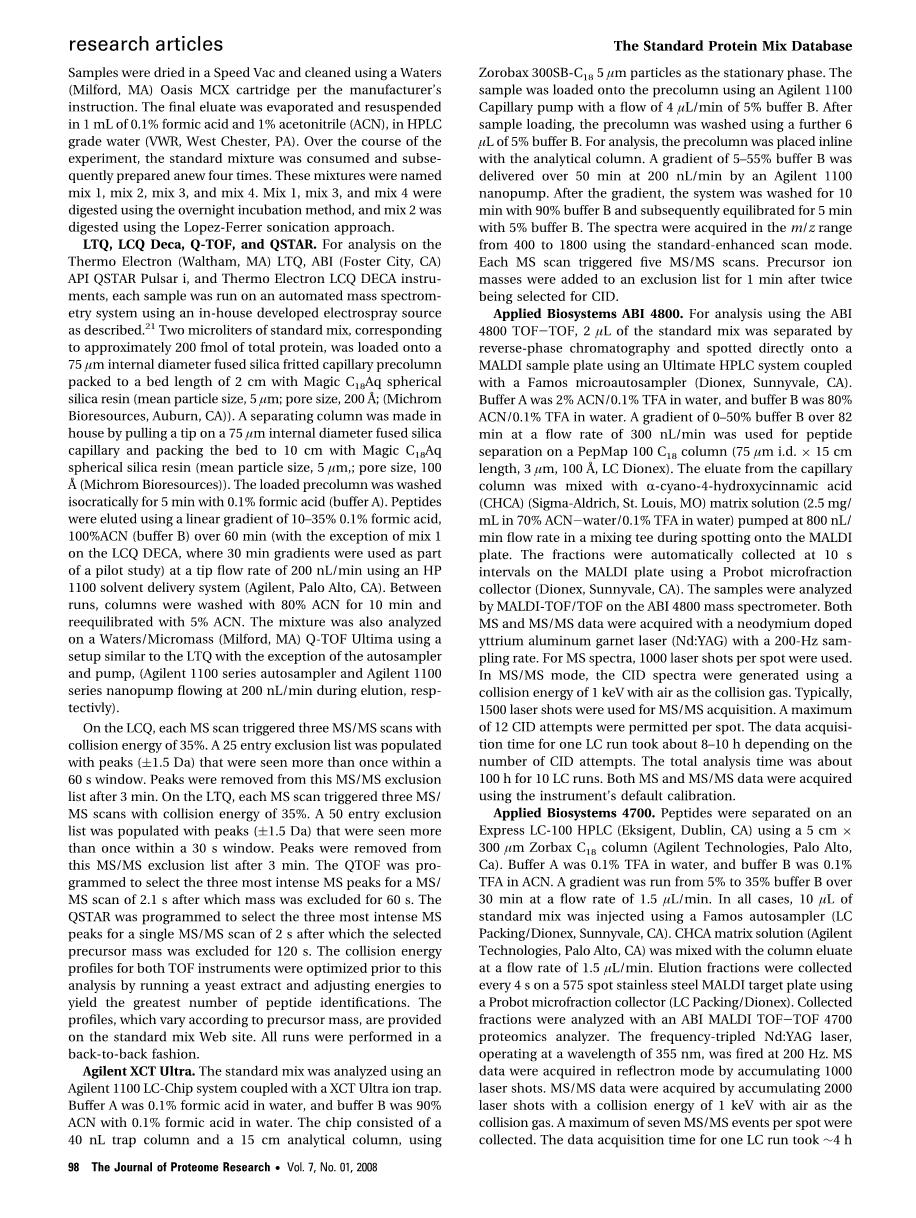 research articles
The Standard Protein Mix Database
Samples were dried in a Speed Vac and cleaned using a Waters
(Milford, MA) Oasis MCX cartridge per the manufacturer's
instruction. The final eluate was evaporated and resuspended
in 1 mL of 0.1% formic acid and 1% acetonitrile (ACN), in HPLC
grade water (VWR, West Chester, PA). Over the course of the
experiment, the standard mixture was consumed and subse-
quently prepared anew four times. These mixtures were named
mix 1, mix 2, mix 3, and mix 4. Mix 1, mix 3, and mix 4 were
digested using the overnight incubation method, and mix 2 was
digested using the Lopez-Ferrer sonication approach.
LTQ, LCQ Deca, Q-TOF, and QSTAR. For analysis on the
Thermo Electron (Waltham, MA) LTQ, ABI (Foster City, CA)
API QSTAR Pulsar i, and Thermo Electron LCQ DECA instru-
ments, each sample was run on an automated mass spectrom-
etry system using an in-house developed electrospray source
as described.21 Two microliters of standard mix, corresponding
to approximately 200 fmol of total protein, was loaded onto a
75 μm internal diameter fused silica fritted capillary precolumn
packed to a bed length of 2 cm with Magic C18Aq spherical
silica resin (mean particle size, 5 μm; pore size, 200 Å; (Michrom
Bioresources, Auburn, CA)). A separating column was made in
house by pulling a tip on a 75 μm internal diameter fused silica
capillary and packing the bed to 10 cm with Magic C18Aq
spherical silica resin (mean particle size, 5 μm,; pore size, 100
Å (Michrom Bioresources)). The loaded precolumn was washed
isocratically for 5 min with 0.1% formic acid (buffer A). Peptides
were eluted using a linear gradient of 10–35% 0.1% formic acid,
100%ACN (buffer B) over 60 min (with the exception of mix 1
on the LCQ DECA, where 30 min gradients were used as part
of a pilot study) at a tip flow rate of 200 nL/min using an HP
1100 solvent delivery system (Agilent, Palo Alto, CA). Between
runs, columns were washed with 80% ACN for 10 min and
reequilibrated with 5% ACN. The mixture was also analyzed
on a Waters/Micromass (Milford, MA) Q-TOF Ultima using a
setup similar to the LTQ with the exception of the autosampler
and pump, (Agilent 1100 series autosampler and Agilent 1100
series nanopump flowing at 200 nL/min during elution, resp-
tectivly).
On the LCQ, each MS scan triggered three MS/MS scans with
collision energy of 35%. A 25 entry exclusion list was populated
with peaks (±1.5 Da) that were seen more than once within a
60 s window. Peaks were removed from this MS/MS exclusion
list after 3 min. On the LTQ, each MS scan triggered three MS/
MS scans with collision energy of 35%. A 50 entry exclusion
list was populated with peaks (±1.5 Da) that were seen more
than once within a 30 s window. Peaks were removed from
this MS/MS exclusion list after 3 min. The QTOF was pro-
grammed to select the three most intense MS peaks for a MS/
MS scan of 2.1 s after which mass was excluded for 60 s. The
QSTAR was programmed to select the three most intense MS
peaks for a single MS/MS scan of 2 s after which the selected
precursor mass was excluded for 120 s. The collision energy
profiles for both TOF instruments were optimized prior to this
analysis by running a yeast extract and adjusting energies to
yield the greatest number of peptide identifications. The
profiles, which vary according to precursor mass, are provided
on the standard mix Web site. All runs were performed in a
back-to-back fashion.
Agilent XCT Ultra. The standard mix was analyzed using an
Agilent 1100 LC-Chip system coupled with a XCT Ultra ion trap.
Buffer A was 0.1% formic acid in water, and buffer B was 90%
ACN with 0.1% formic acid in water. The chip consisted of a
40 nL trap column and a 15 cm analytical column, using
Zorobax 300SB-C18 5 μm particles as the stationary phase. The
sample was loaded onto the precolumn using an Agilent 1100
Capillary pump with a flow of 4 μL/min of 5% buffer B. After
sample loading, the precolumn was washed using a further 6
μL of 5% buffer B. For analysis, the precolumn was placed inline
with the analytical column. A gradient of 5–55% buffer B was
delivered over 50 min at 200 nL/min by an Agilent 1100
nanopump. After the gradient, the system was washed for 10
min with 90% buffer B and subsequently equilibrated for 5 min
with 5% buffer B. The spectra were acquired in the m/z range
from 400 to 1800 using the standard-enhanced scan mode.
Each MS scan triggered five MS/MS scans. Precursor ion
masses were added to an exclusion list for 1 min after twice
being selected for CID.
Applied Biosystems ABI 4800. For analysis using the ABI
4800 TOF−TOF, 2 μL of the standard mix was separated by
reverse-phase chromatography and spotted directly onto a
MALDI sample plate using an Ultimate HPLC system coupled
with a Famos microautosampler (Dionex, Sunnyvale, CA).
Buffer A was 2% ACN/0.1% TFA in water, and buffer B was 80%
ACN/0.1% TFA in water. A gradient of 0–50% buffer B over 82
min at a flow rate of 300 nL/min was used for peptide
separation on a PepMap 100 C18 column (75 μm i.d. × 15 cm
length, 3 μm, 100 Å, LC Dionex). The eluate from the capillary
column was mixed with α-cyano-4-hydroxycinnamic acid
(CHCA) (Sigma-Aldrich, St. Louis, MO) matrix solution (2.5 mg/
mL in 70% ACN−water/0.1% TFA in water) pumped at 800 nL/
min flow rate in a mixing tee during spotting onto the MALDI
plate. The fractions were automatically collected at 10 s
intervals on the MALDI plate using a Probot microfraction
collector (Dionex, Sunnyvale, CA). The samples were analyzed
by MALDI-TOF/TOF on the ABI 4800 mass spectrometer. Both
MS and MS/MS data were acquired with a neodymium doped
yttrium aluminum garnet laser (Nd:YAG) with a 200-Hz sam-
pling rate. For MS spectra, 1000 laser shots per spot were used.
In MS/MS mode, the CID spectra were generated using a
collision energy of 1 keV with air as the collision gas. Typically,
1500 laser shots were used for MS/MS acquisition. A maximum
of 12 CID attempts were permitted per spot. The data acquisi-
tion time for one LC run took about 8–10 h depending on the
number of CID attempts. The total analysis time was about
100 h for 10 LC runs. Both MS and MS/MS data were acquired
using the instrument's default calibration.
Applied Biosystems 4700. Peptides were separated on an
Express LC-100 HPLC (Eksigent, Dublin, CA) using a 5 cm ×
300 μm Zorbax C18 column (Agilent Technologies, Palo Alto,
Ca). Buffer A was 0.1% TFA in water, and buffer B was 0.1%
TFA in ACN. A gradient was run from 5% to 35% buffer B over
30 min at a flow rate of 1.5 μL/min. In all cases, 10 μL of
standard mix was injected using a Famos autosampler (LC
Packing/Dionex, Sunnyvale, CA). CHCA matrix solution (Agilent
Technologies, Palo Alto, CA) was mixed with the column eluate
at a flow rate of 1.5 μL/min. Elution fractions were collected
every 4 s on a 575 spot stainless steel MALDI target plate using
a Probot microfraction collector (LC Packing/Dionex). Collected
fractions were analyzed with an ABI MALDI TOF−TOF 4700
proteomics analyzer. The frequency-tripled Nd:YAG laser,
operating at a wavelength of 355 nm, was fired at 200 Hz. MS
data were acquired in reflectron mode by accumulating 1000
laser shots. MS/MS data were acquired by accumulating 2000
laser shots with a collision energy of 1 keV with air as the
collision gas. A maximum of seven MS/MS events per spot were
collected. The data acquisition time for one LC run took ∼4 h
98 The Journal of Proteome Research • Vol. 7, No. 01, 2008